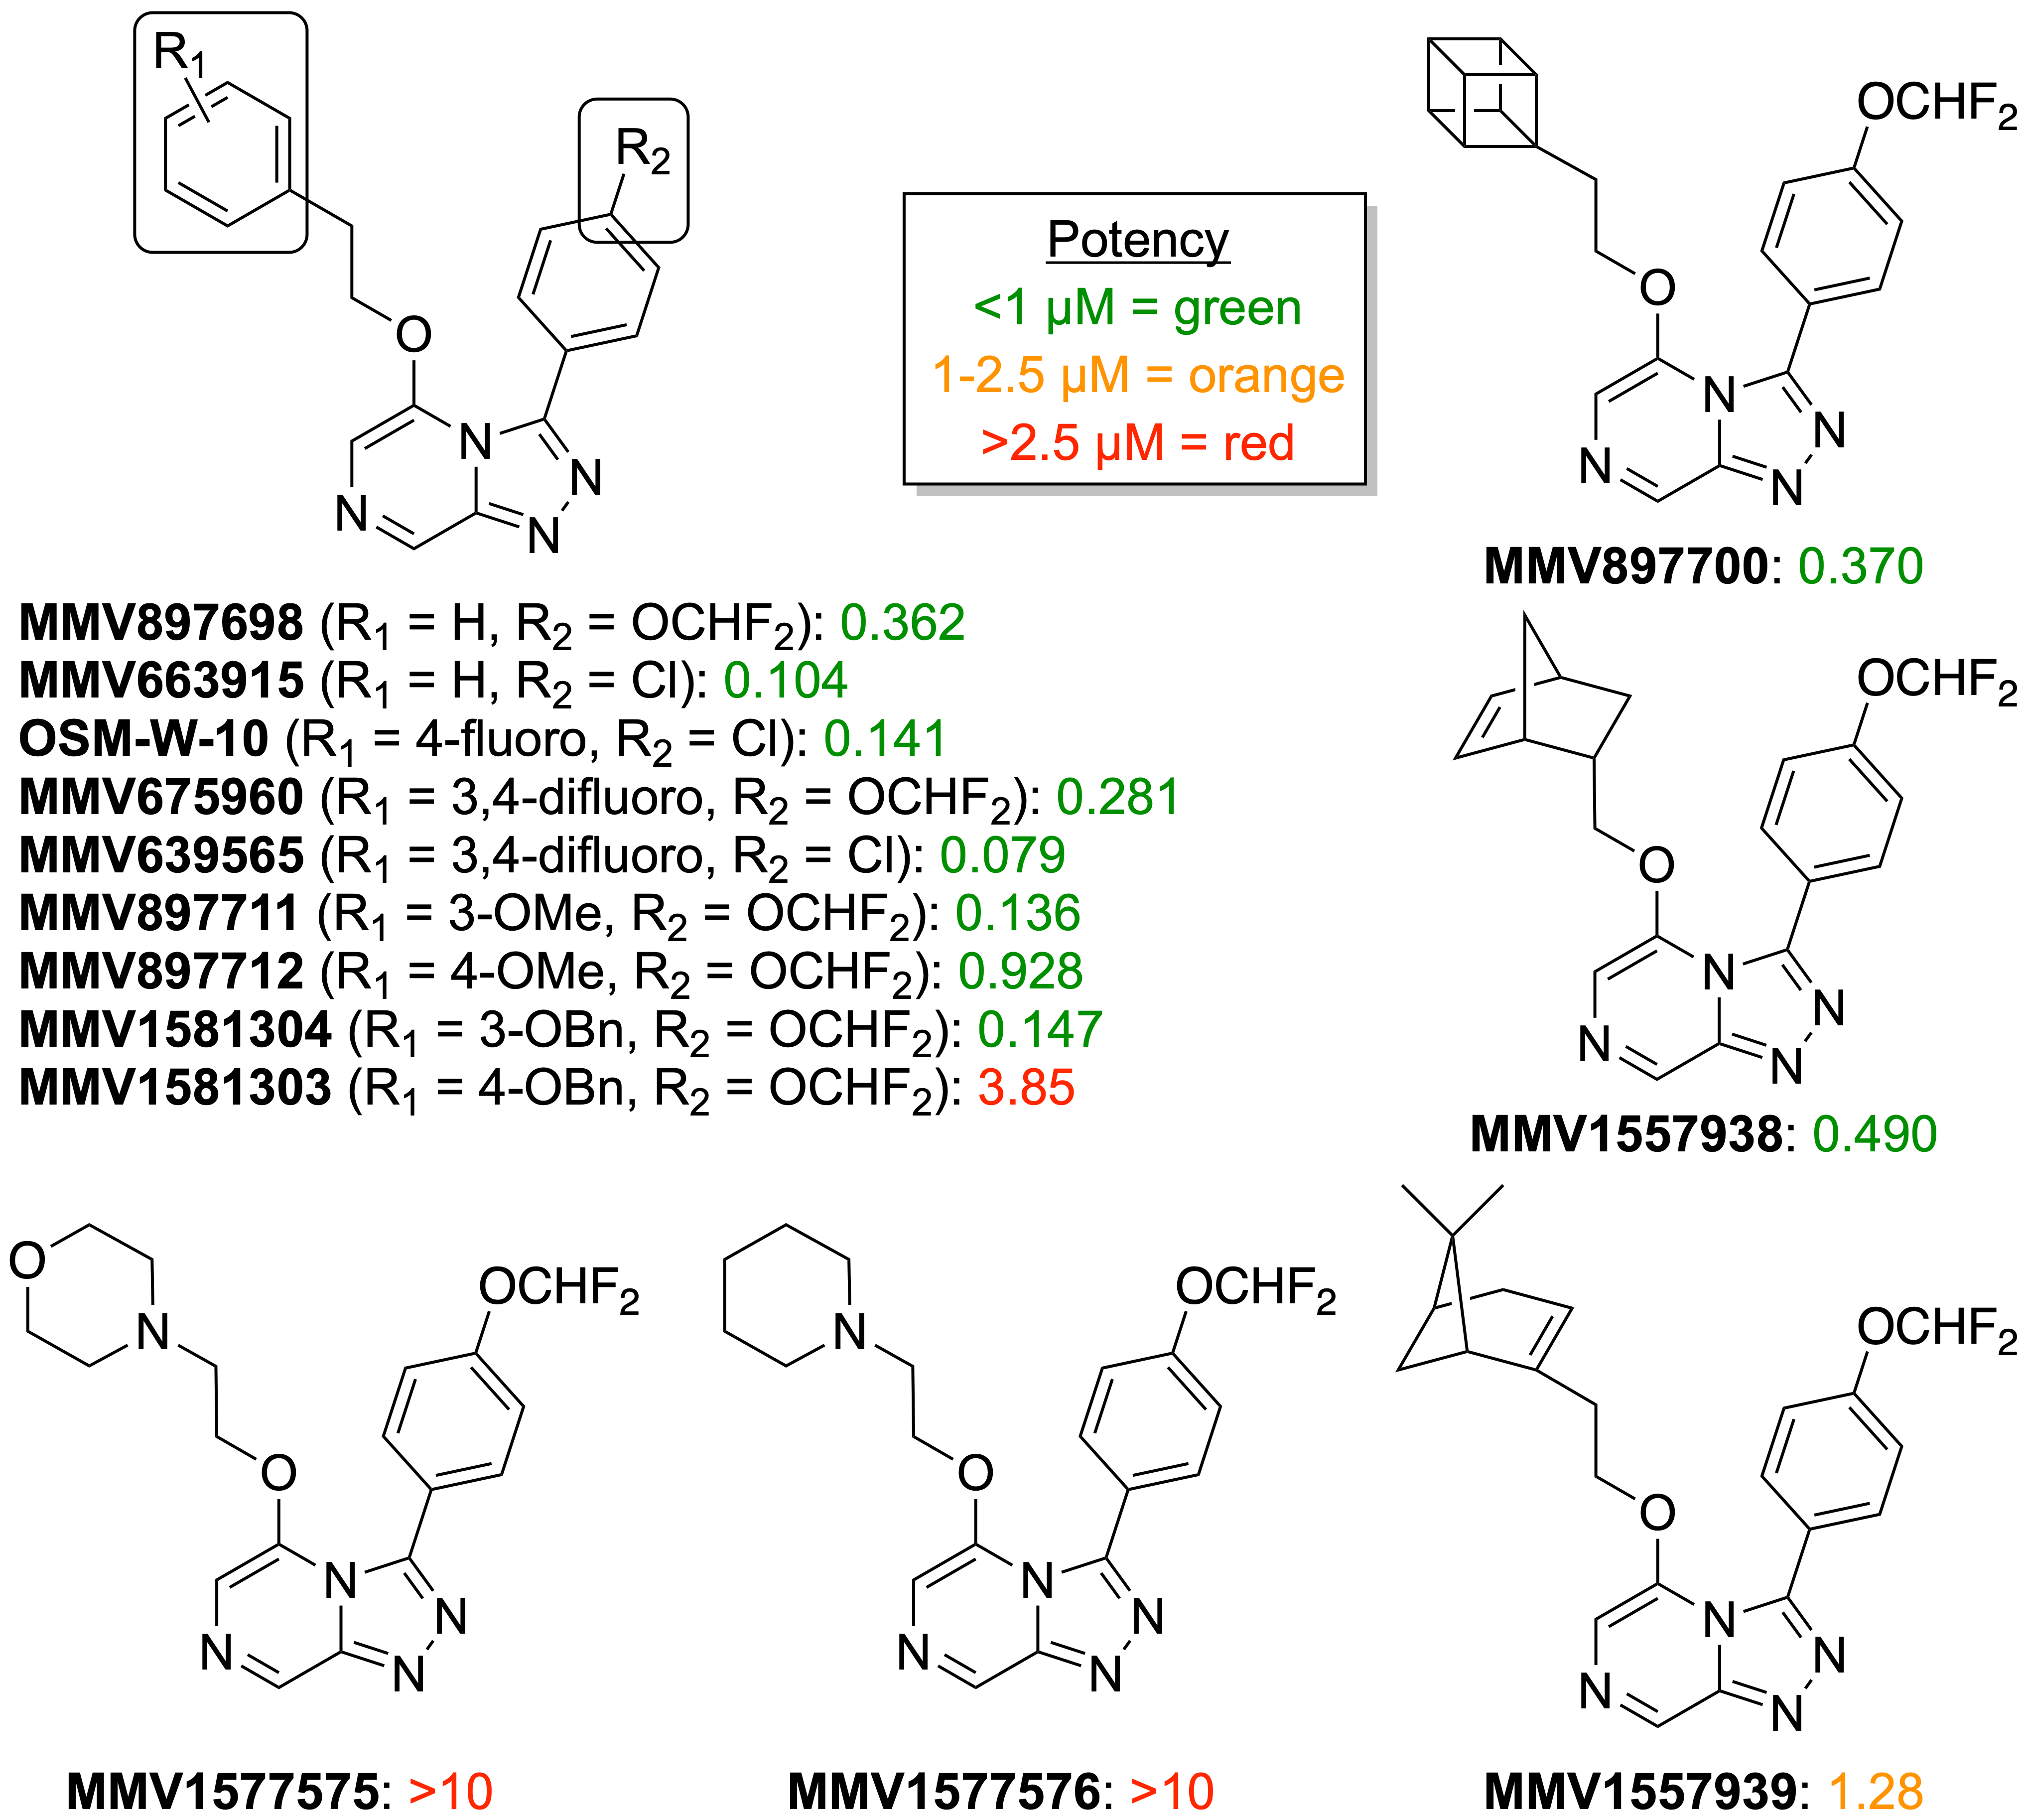 R1
R2
O
N
N
N
N
Potency
<1 µM = green
1-2.5 µM = orange
>2.5 µM = red
OCHF2
O
N
N
N
N
MMV897700: 0.370
MMV897698 (R1 = H, R2 = OCHF2): 0.362
MMV663915 (R1 = H, R2 = Cl): 0.104
OSM-W-10 (R1 = 4-fluoro, R2 = Cl): 0.141
MMV675960 (R1 = 3,4-difluoro, R2 = OCHF2): 0.281
MMV639565 (R1 = 3,4-difluoro, R2 = Cl): 0.079
MMV897711 (R1 = 3-OMe, R2 = OCHF2): 0.136
MMV897712 (R1 = 4-OMe, R2 = OCHF2): 0.928
MMV1581304 (R1 = 3-OBn, R2 = OCHF2): 0.147
MMV1581303 (R1 = 4-OBn, R2 = OCHF2): 3.85
OCHF2
O
N
N
N
N
MMV1557938: 0.490
O
N
OCHF2
O
N
N
N
N
MMV1577575: >10
N
OCHF2
O
N
N
N
N
MMV1577576: >10
OCHF2
O
N
N
N
N
MMV1557939: 1.28